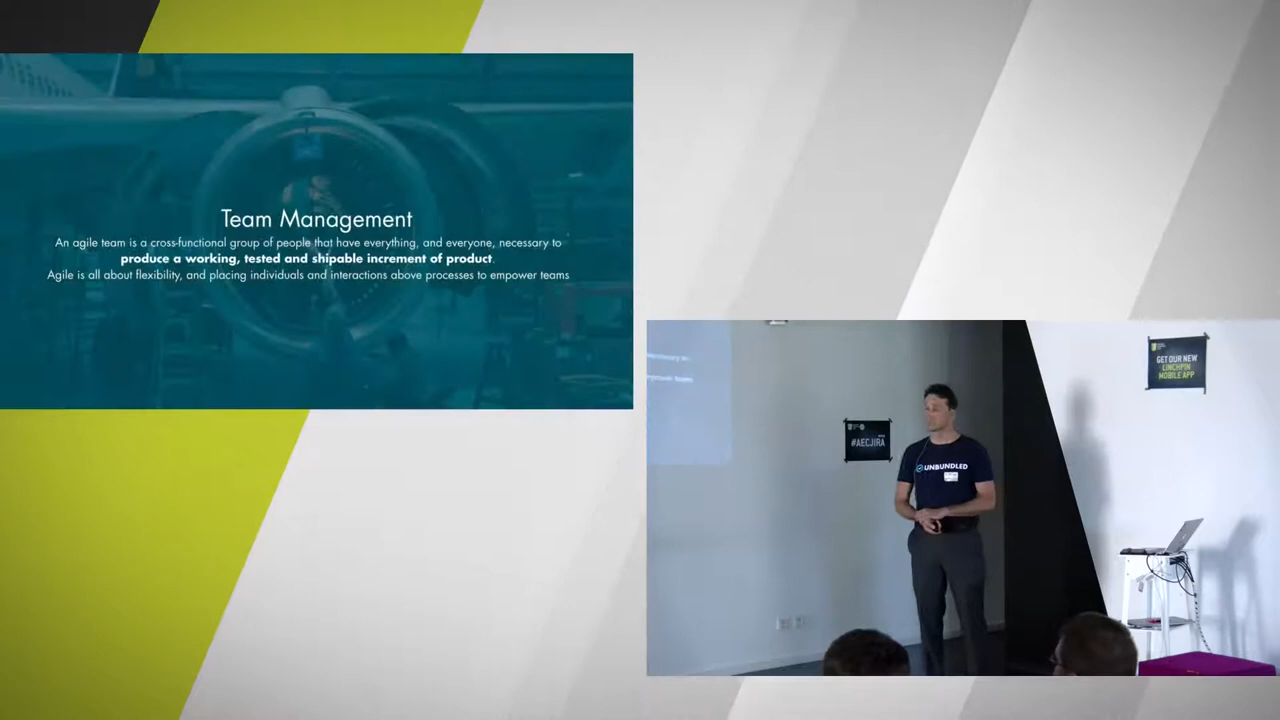 Team Management
An agile team is a cross-functional group of people that have everything, and everyone, necessary to
produce a working, tested and shipable increment of product.
Agile is all about flexibility, and placing individuals and interactions above processes to empower teams
GET OUR NEW
LINCHPIN
MOBILE APP
#AECJIRA
UNBUNDLED